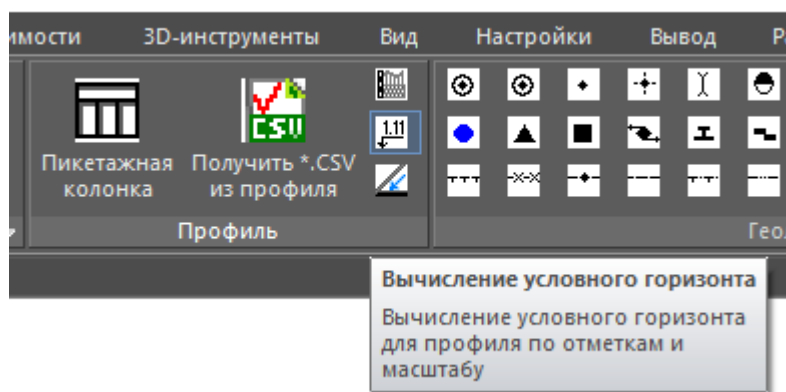 имости 3D-инструменты Вид Настройки Вывод
1.11
CSV
Пикетажная Получить *.CSV
колонка из профиля
Профиль
Гео
Вычисление условного горизонта
Вычисление условного горизонта
для профиля по отметкам и
масштабу